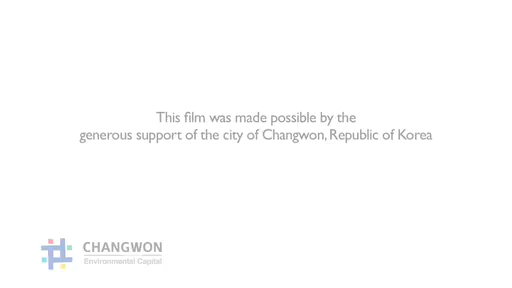 This film was made possible by the
generous support of the city of Changwon, Republic of Korea
CHANGWON
Environmental Capital